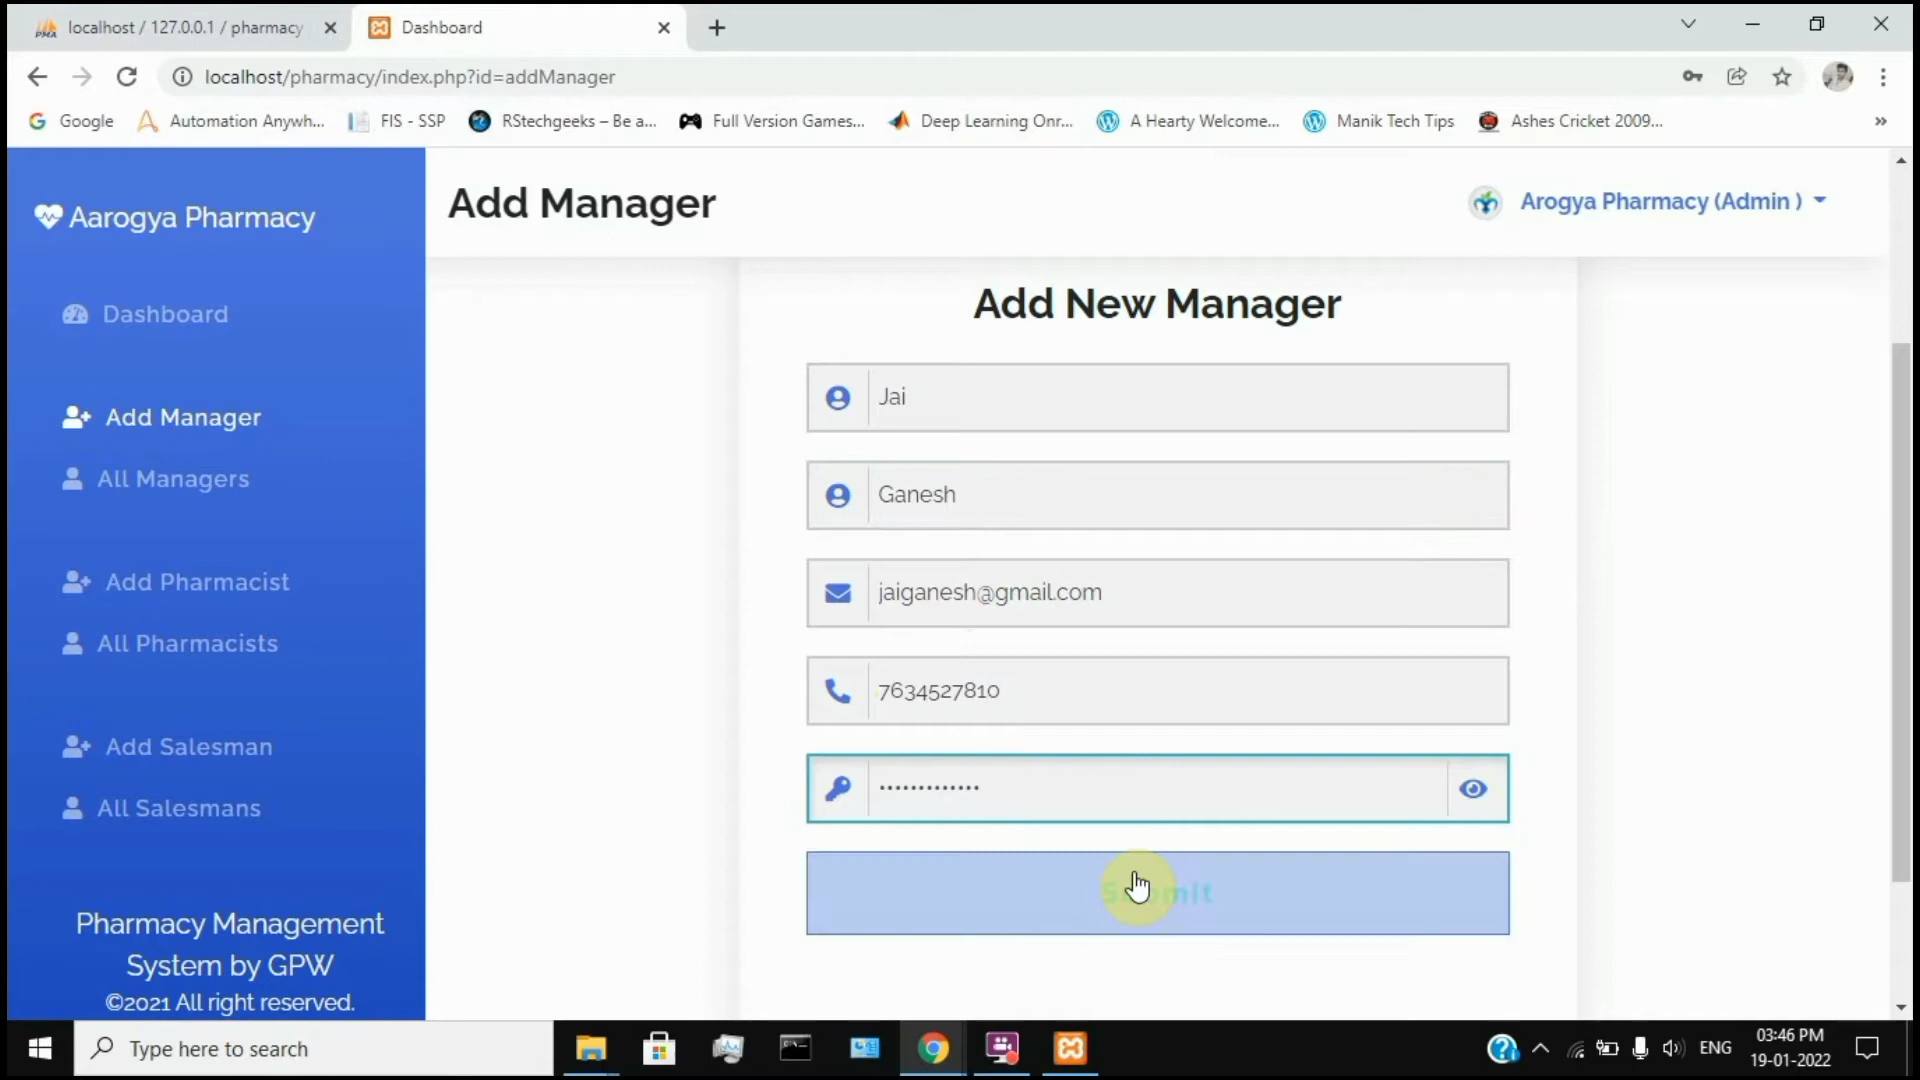 localhost / 127.0.0.1 / pharmacy
Dashboard
localhost/pharmacy/index.php?id=addManager
Google
Automation Anywh...
FIS - SSP
RStechgeeks – Be a...
Full Version Games...
Deep Learning Onr...
A Hearty Welcome...
Manik Tech Tips
Ashes Cricket 2009...
»
Aarogya Pharmacy
Add Manager
Arogya Pharmacy (Admin )
Dashboard
Add Manager
All Managers
Add Pharmacist
All Pharmacists
Add Salesman
All Salesmans
Pharmacy Management
System by GPW
©2021 All right reserved.
Add New Manager
Jai
Ganesh
jaiganesh@gmail.com
7634527810
•••••••••••••
Submit
Type here to search
ENG
03:46 PM
19-01-2022